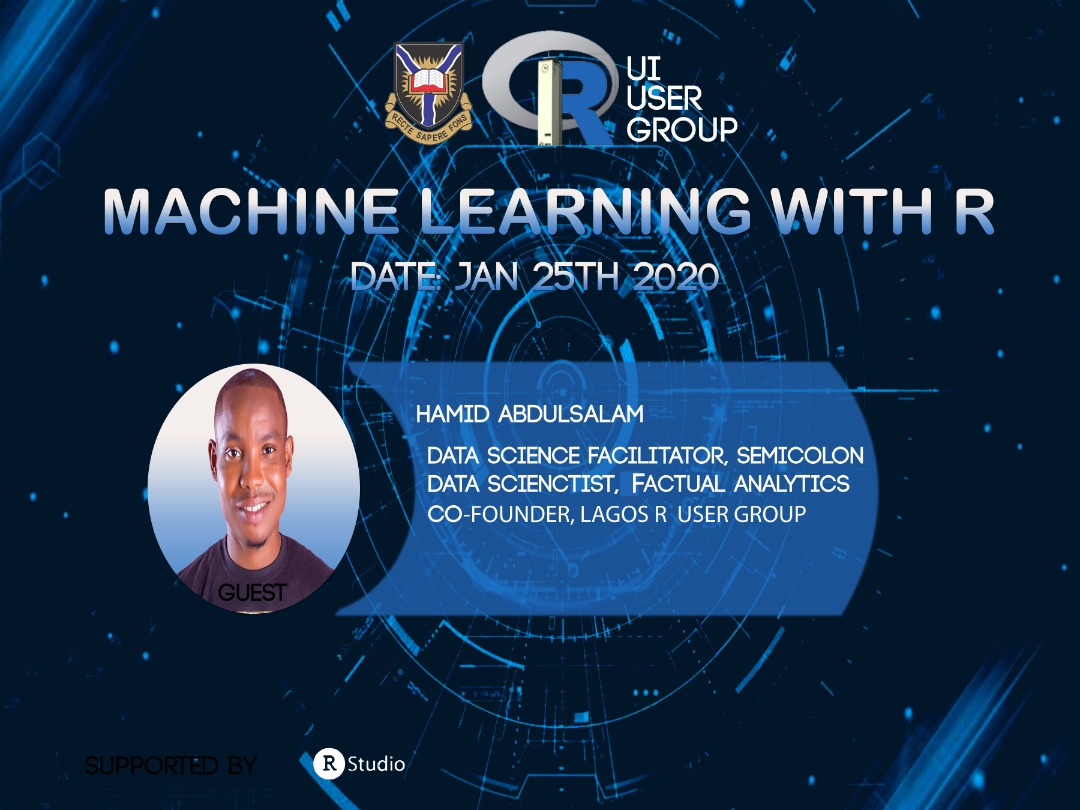 RECTE SAPERE FONS
R
UI
USER
GROUP
MACHINE LEARNING WITH R
DATE: JAN 25TH 2020
HAMID ABDULSALAM
DATA SCIENCE FACILITATOR, SEMICOLON
DATA SCIENCTIST, FACTUAL ANALYTICS
CO-FOUNDER, LAGOS R USER GROUP
GUEST
SUPPORTED BY
R Studio